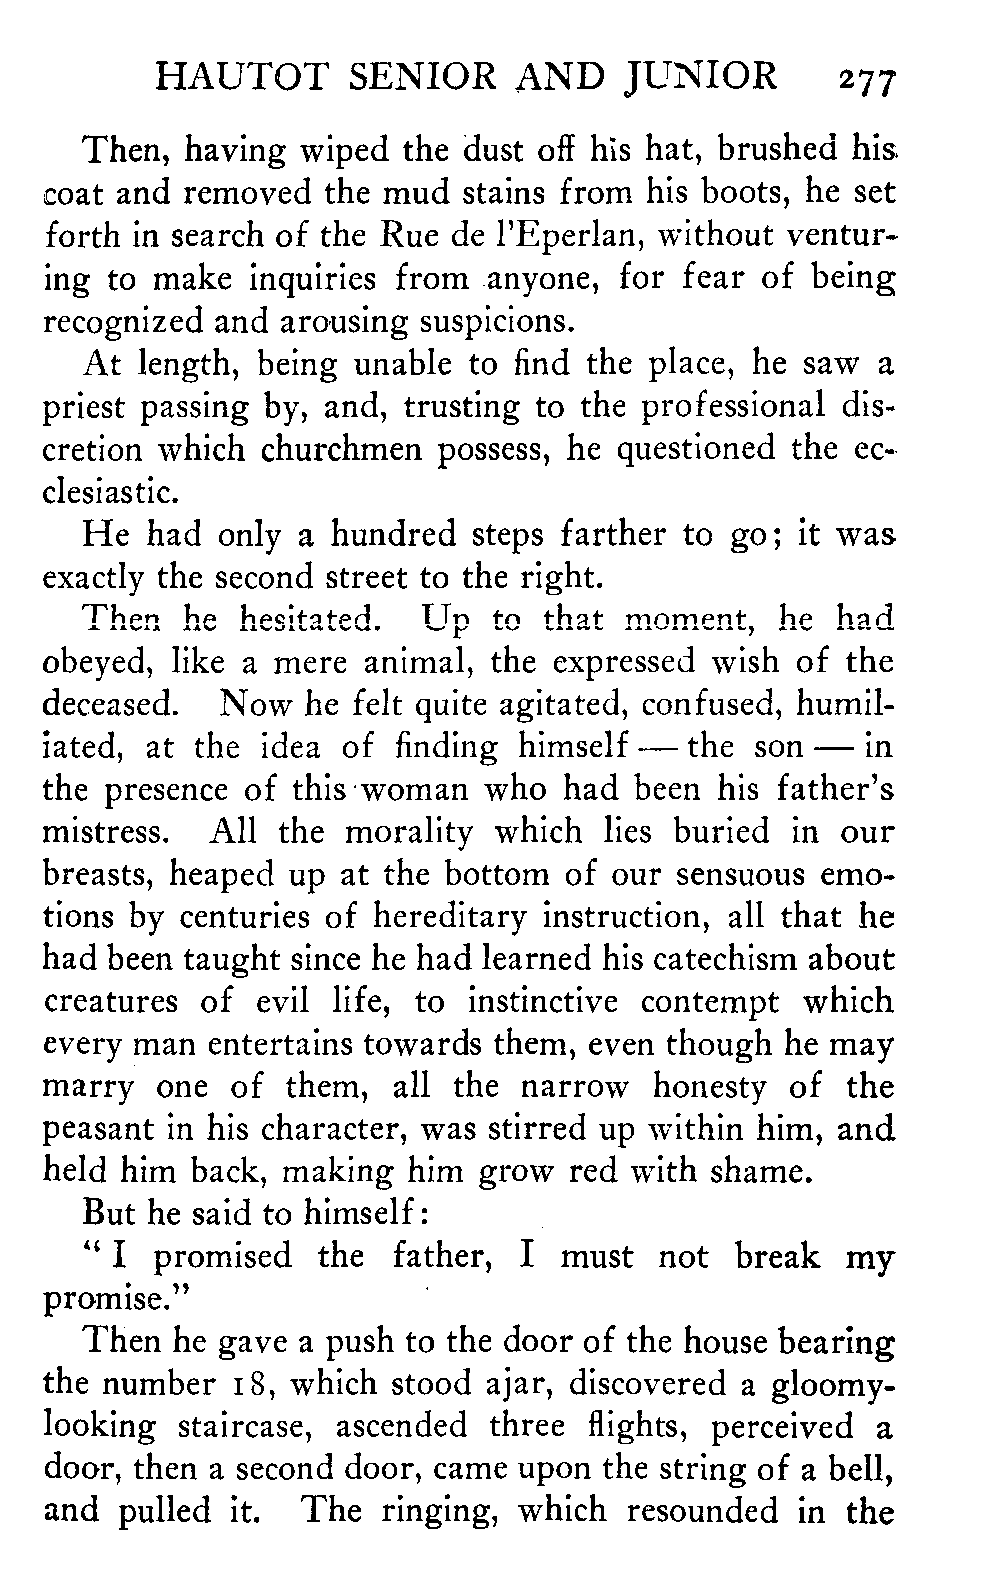 HAUTOT SENIOR AND JUNIOR 277
Then, having wiped the dust off his hat, brushed his
coat and removed the mud stains from his boots, he set
forth in search of the Rue de l'Eperlan, without ventur-
ing to make inquiries from anyone, for fear of being
recognized and arousing suspicions.
At length, being unable to find the place, he saw a
priest passing by, and, trusting to the professional dis-
cretion which churchmen possess, he questioned the ec-
clesiastic.
He had only a hundred steps farther to go; it was
exactly the second street to the right.
Then he hesitated. Up to that moment, he had
obeyed, like a mere animal, the expressed wish of the
deceased. Now he felt quite agitated, confused, humil-
iated, at the idea of finding himself — the son — in
the presence of this woman who had been his father's
mistress. All the morality which lies buried in our
breasts, heaped up at the bottom of our sensuous emo-
tions by centuries of hereditary instruction, all that he
had been taught since he had learned his catechism about
creatures of evil life, to instinctive contempt which
every man entertains towards them, even though he may
marry one of them, all the narrow honesty of the
peasant in his character, was stirred up within him, and
held him back, making him grow red with shame.
But he said to himself:
"I promised the father, I must not break my
promise."
Then he gave a push to the door of the house bearing
the number 18, which stood ajar, discovered a gloomy-
looking staircase, ascended three flights, perceived a
door, then a second door, came upon the string of a bell,
and pulled it. The ringing, which resounded in the